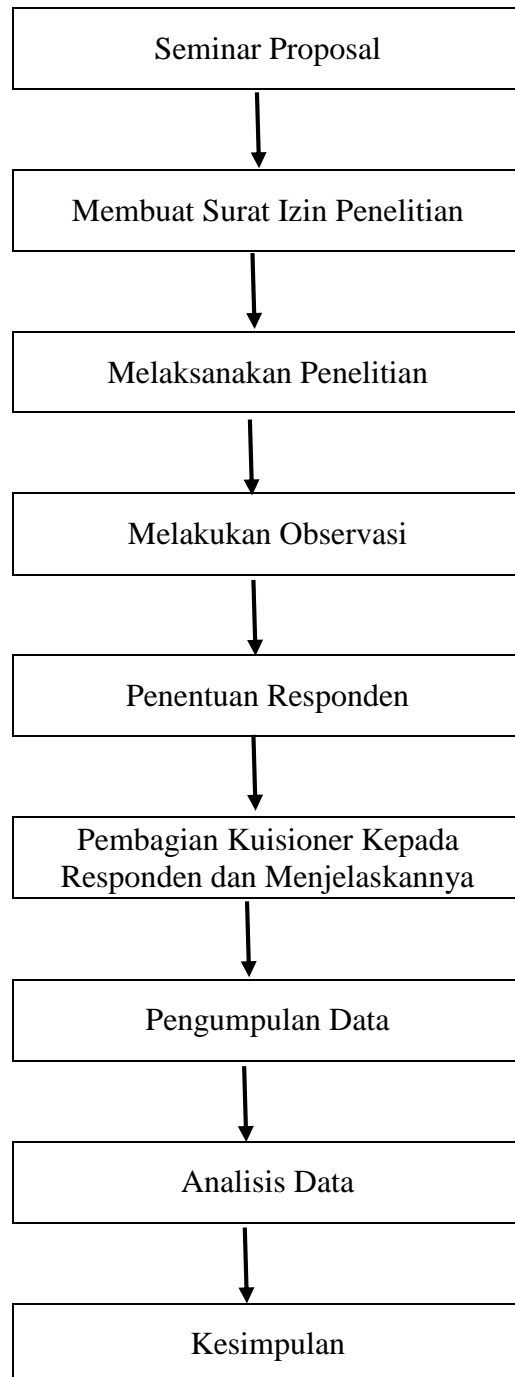 Seminar Proposal
Membuat Surat Izin Penelitian
Melaksanakan Penelitian
Melakukan Observasi
Penentuan Responden
Pembagian Kuisioner Kepada
Responden dan Menjelaskannya
Pengumpulan Data
Analisis Data
Kesimpulan